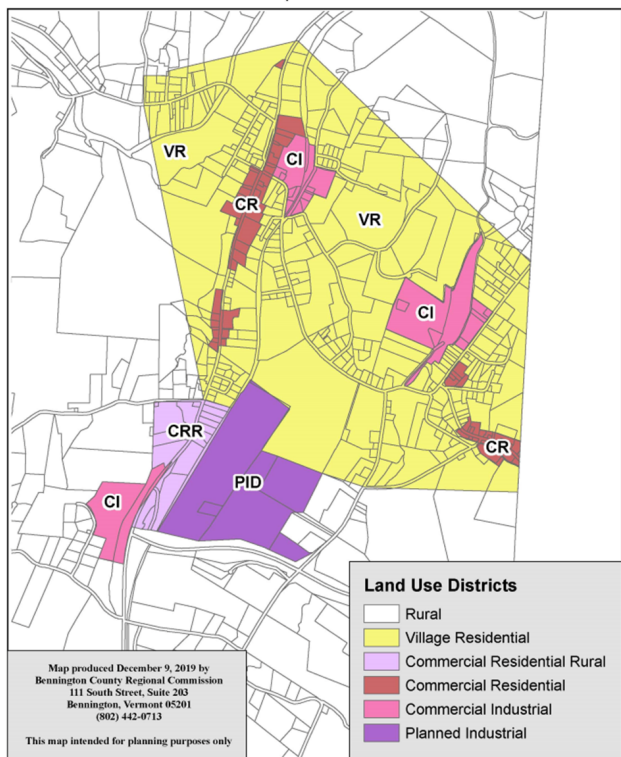 VR
CI
CR
VR
CI
CRR
CR
PID
CI
Land Use Districts
Rural
Village Residential
Commercial Residential Rural
Commercial Residential
Commercial Industrial
Planned Industrial
Map produced December 9, 2019 by
Bennington County Regional Commission
111 South Street, Suite 203
Bennington, Vermont 05201
(802) 442-0713
This map intended for planning purposes only